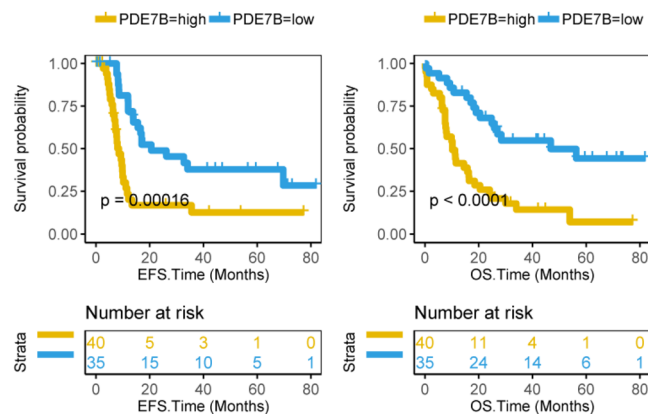 PDE7B=high PDE7B=low
Survival probability
1.00
0.75
0.50
0.25
0.00
p = 0.00016
0 20 40 60 80
EFS.Time (Months)
Number at risk
Strata
40 5 3 1 0
35 15 10 5 1
0 20 40 60 80
EFS.Time (Months)
PDE7B=high PDE7B=low
Survival probability
1.00
0.75
0.50
0.25
0.00
p < 0.0001
0 20 40 60 80
OS.Time (Months)
Number at risk
Strata
40 11 4 1 0
35 24 14 6 1
0 20 40 60 80
OS.Time (Months)